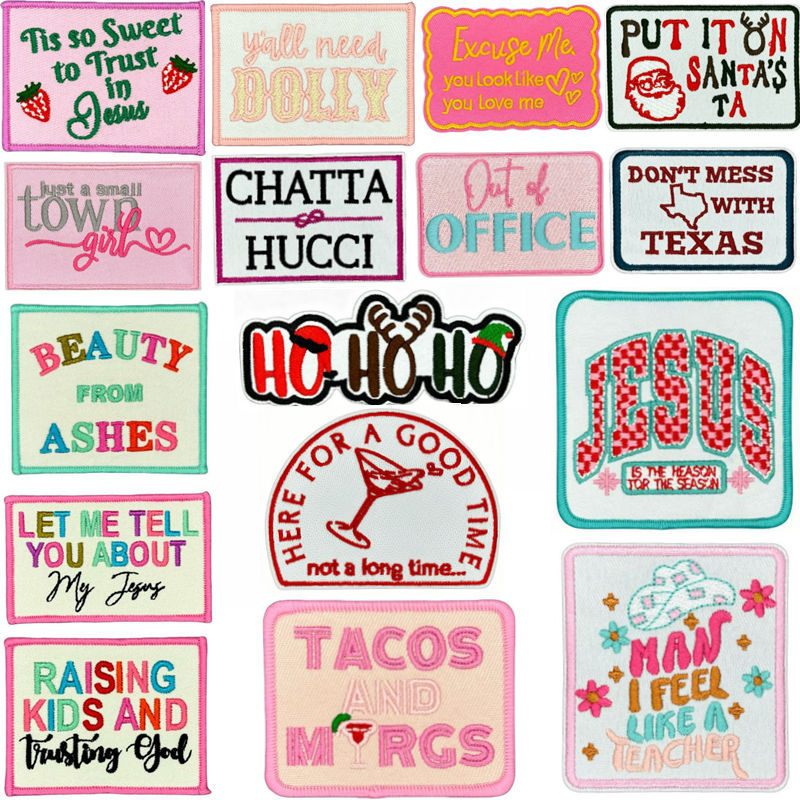 Tis so Sweet
to Trust
in
Jesus
y'all need
DOLLY
Excuse Me,
you Look Like
you Love me
PUT IT ON
SANTA'S
TA
just a small
town
girl
CHATTA
HUCCI
Out of
OFFICE
DON'T MESS
WITH
TEXAS
BEAUTY
FROM
ASHES
HO HO HO
JESUS
IS THE REASON
FOR THE SEASON
LET ME TELL
YOU ABOUT
My Jesus
HERE FOR A GOOD TIME
not a long time...
RAISING
KIDS AND
trusting God
TACOS
AND
MRGS
MAN
I FEEL
LIKE A
TEACHER